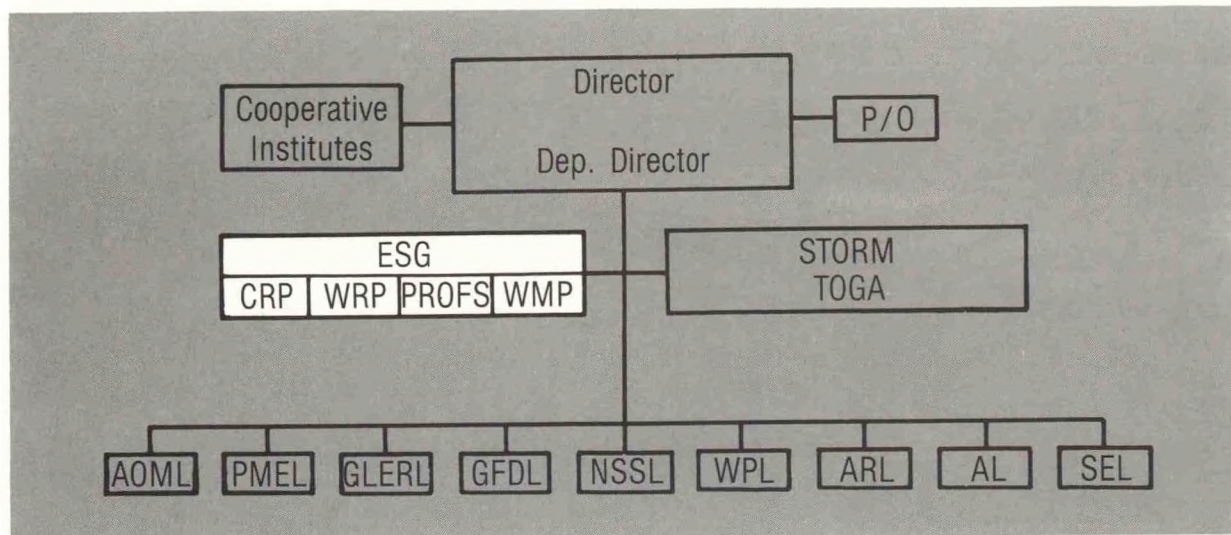 Director
Cooperative
Institutes
P/O
Dep. Director
ESG
CRP WRP PROFS WMP
STORM
TOGA
AOML PMEL GLERL GFDL NSSL WPL ARL AL SEL